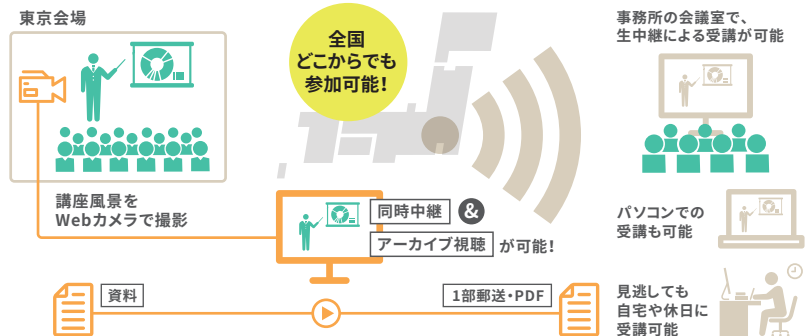 東京会場
全国
どこからでも
参加可能!
事務所の会議室で、
生中継による受講が可能
講座風景を
Webカメラで撮影
同時中継 &
アーカイブ視聴 が可能!
パソコンでの
受講も可能
資料
1部郵送・PDF
見逃しても
自宅や休日に
受講可能